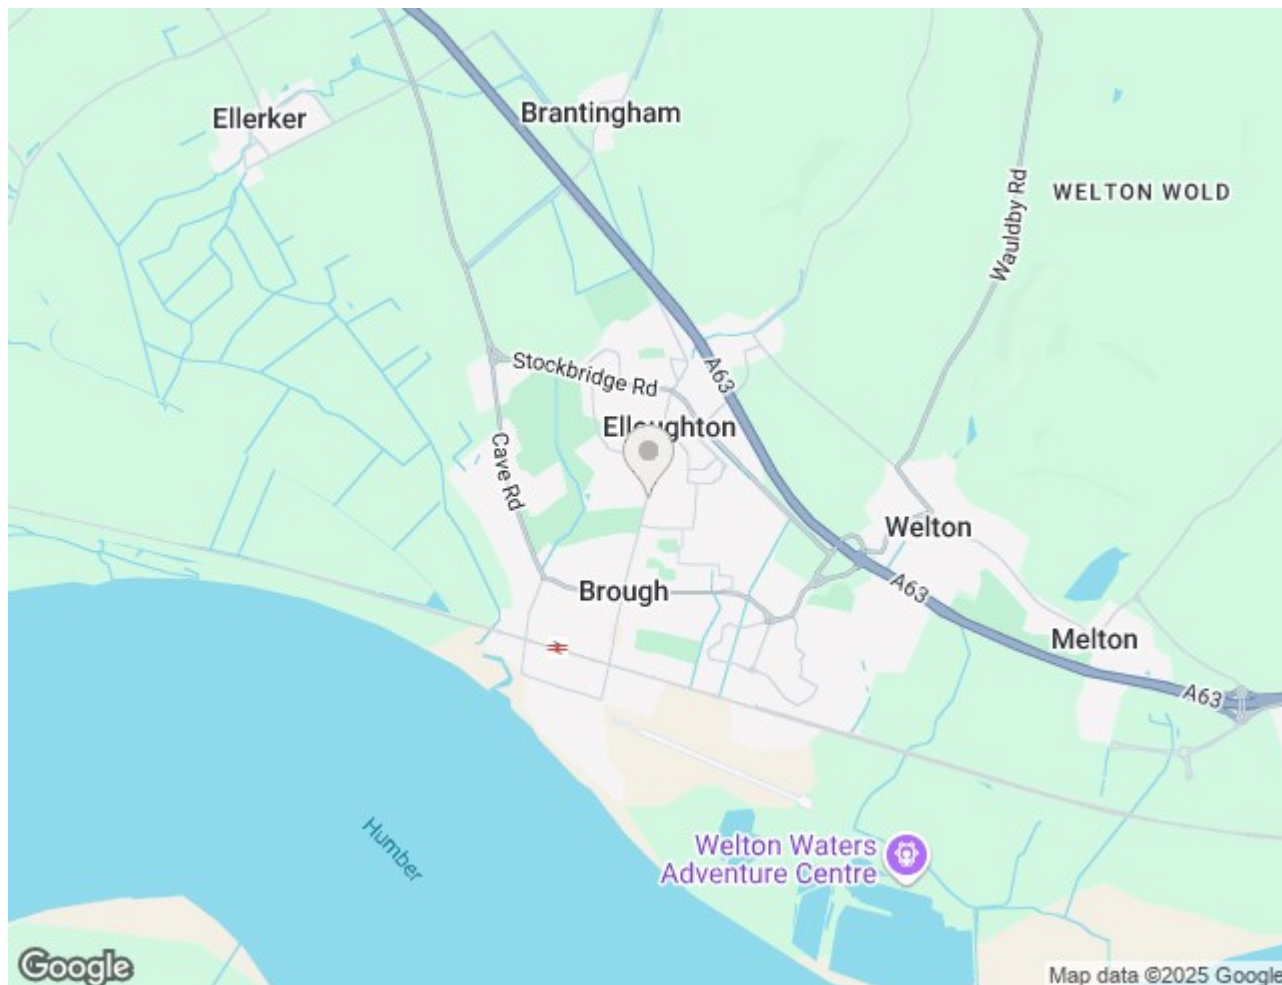 Ellerker
Brantingham
WELTON WOLD
Wauldby Rd
Stockbridge Rd
A63
Elloughton
Cave Rd
Welton
Brough
A63
Melton
A63
Humber
Welton Waters
Adventure Centre
Google
Map data ©2025 Google